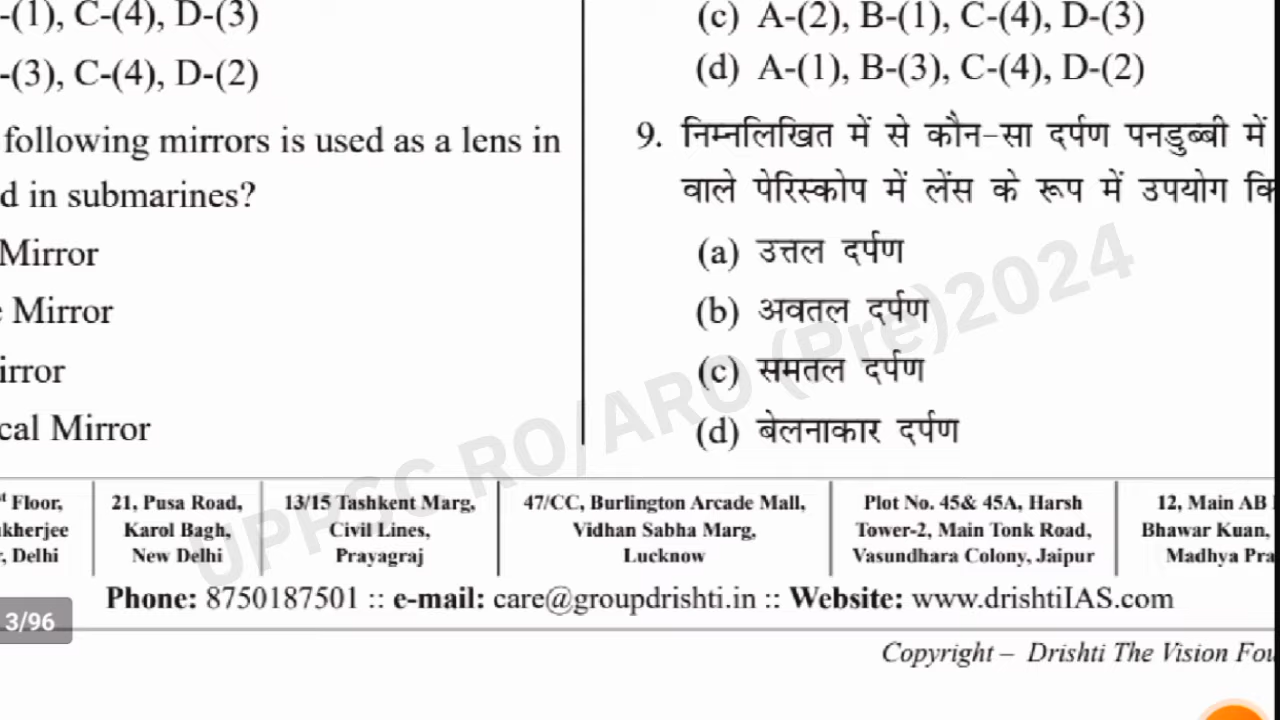 -(1), C-(4), D-(3)
-(3), C-(4), D-(2)
following mirrors is used as a lens in
d in submarines?
Mirror
e Mirror
irror
cal Mirror
(c) A-(2), B-(1), C-(4), D-(3)
(d) A-(1), B-(3), C-(4), D-(2)
9. निम्नलिखित में से कौन-सा दर्पण पनडुब्बी में
वाले पेरिस्कोप में लेंस के रूप में उपयोग कि
(a) उत्तल दर्पण
(b) अवतल दर्पण
(c) समतल दर्पण
(d) बेलनाकार दर्पण
UPPSC RO/ARO (Pre)2024
st Floor,
kherjee
, Delhi
21, Pusa Road,
Karol Bagh,
New Delhi
13/15 Tashkent Marg,
Civil Lines,
Prayagraj
47/CC, Burlington Arcade Mall,
Vidhan Sabha Marg,
Lucknow
Plot No. 45& 45A, Harsh
Tower-2, Main Tonk Road,
Vasundhara Colony, Jaipur
12, Main AB
Bhawar Kuan,
Madhya Pra
Phone: 8750187501 :: e-mail: care@groupdrishti.in :: Website: www.drishtiIAS.com
3/96
Copyright – Drishti The Vision Fou